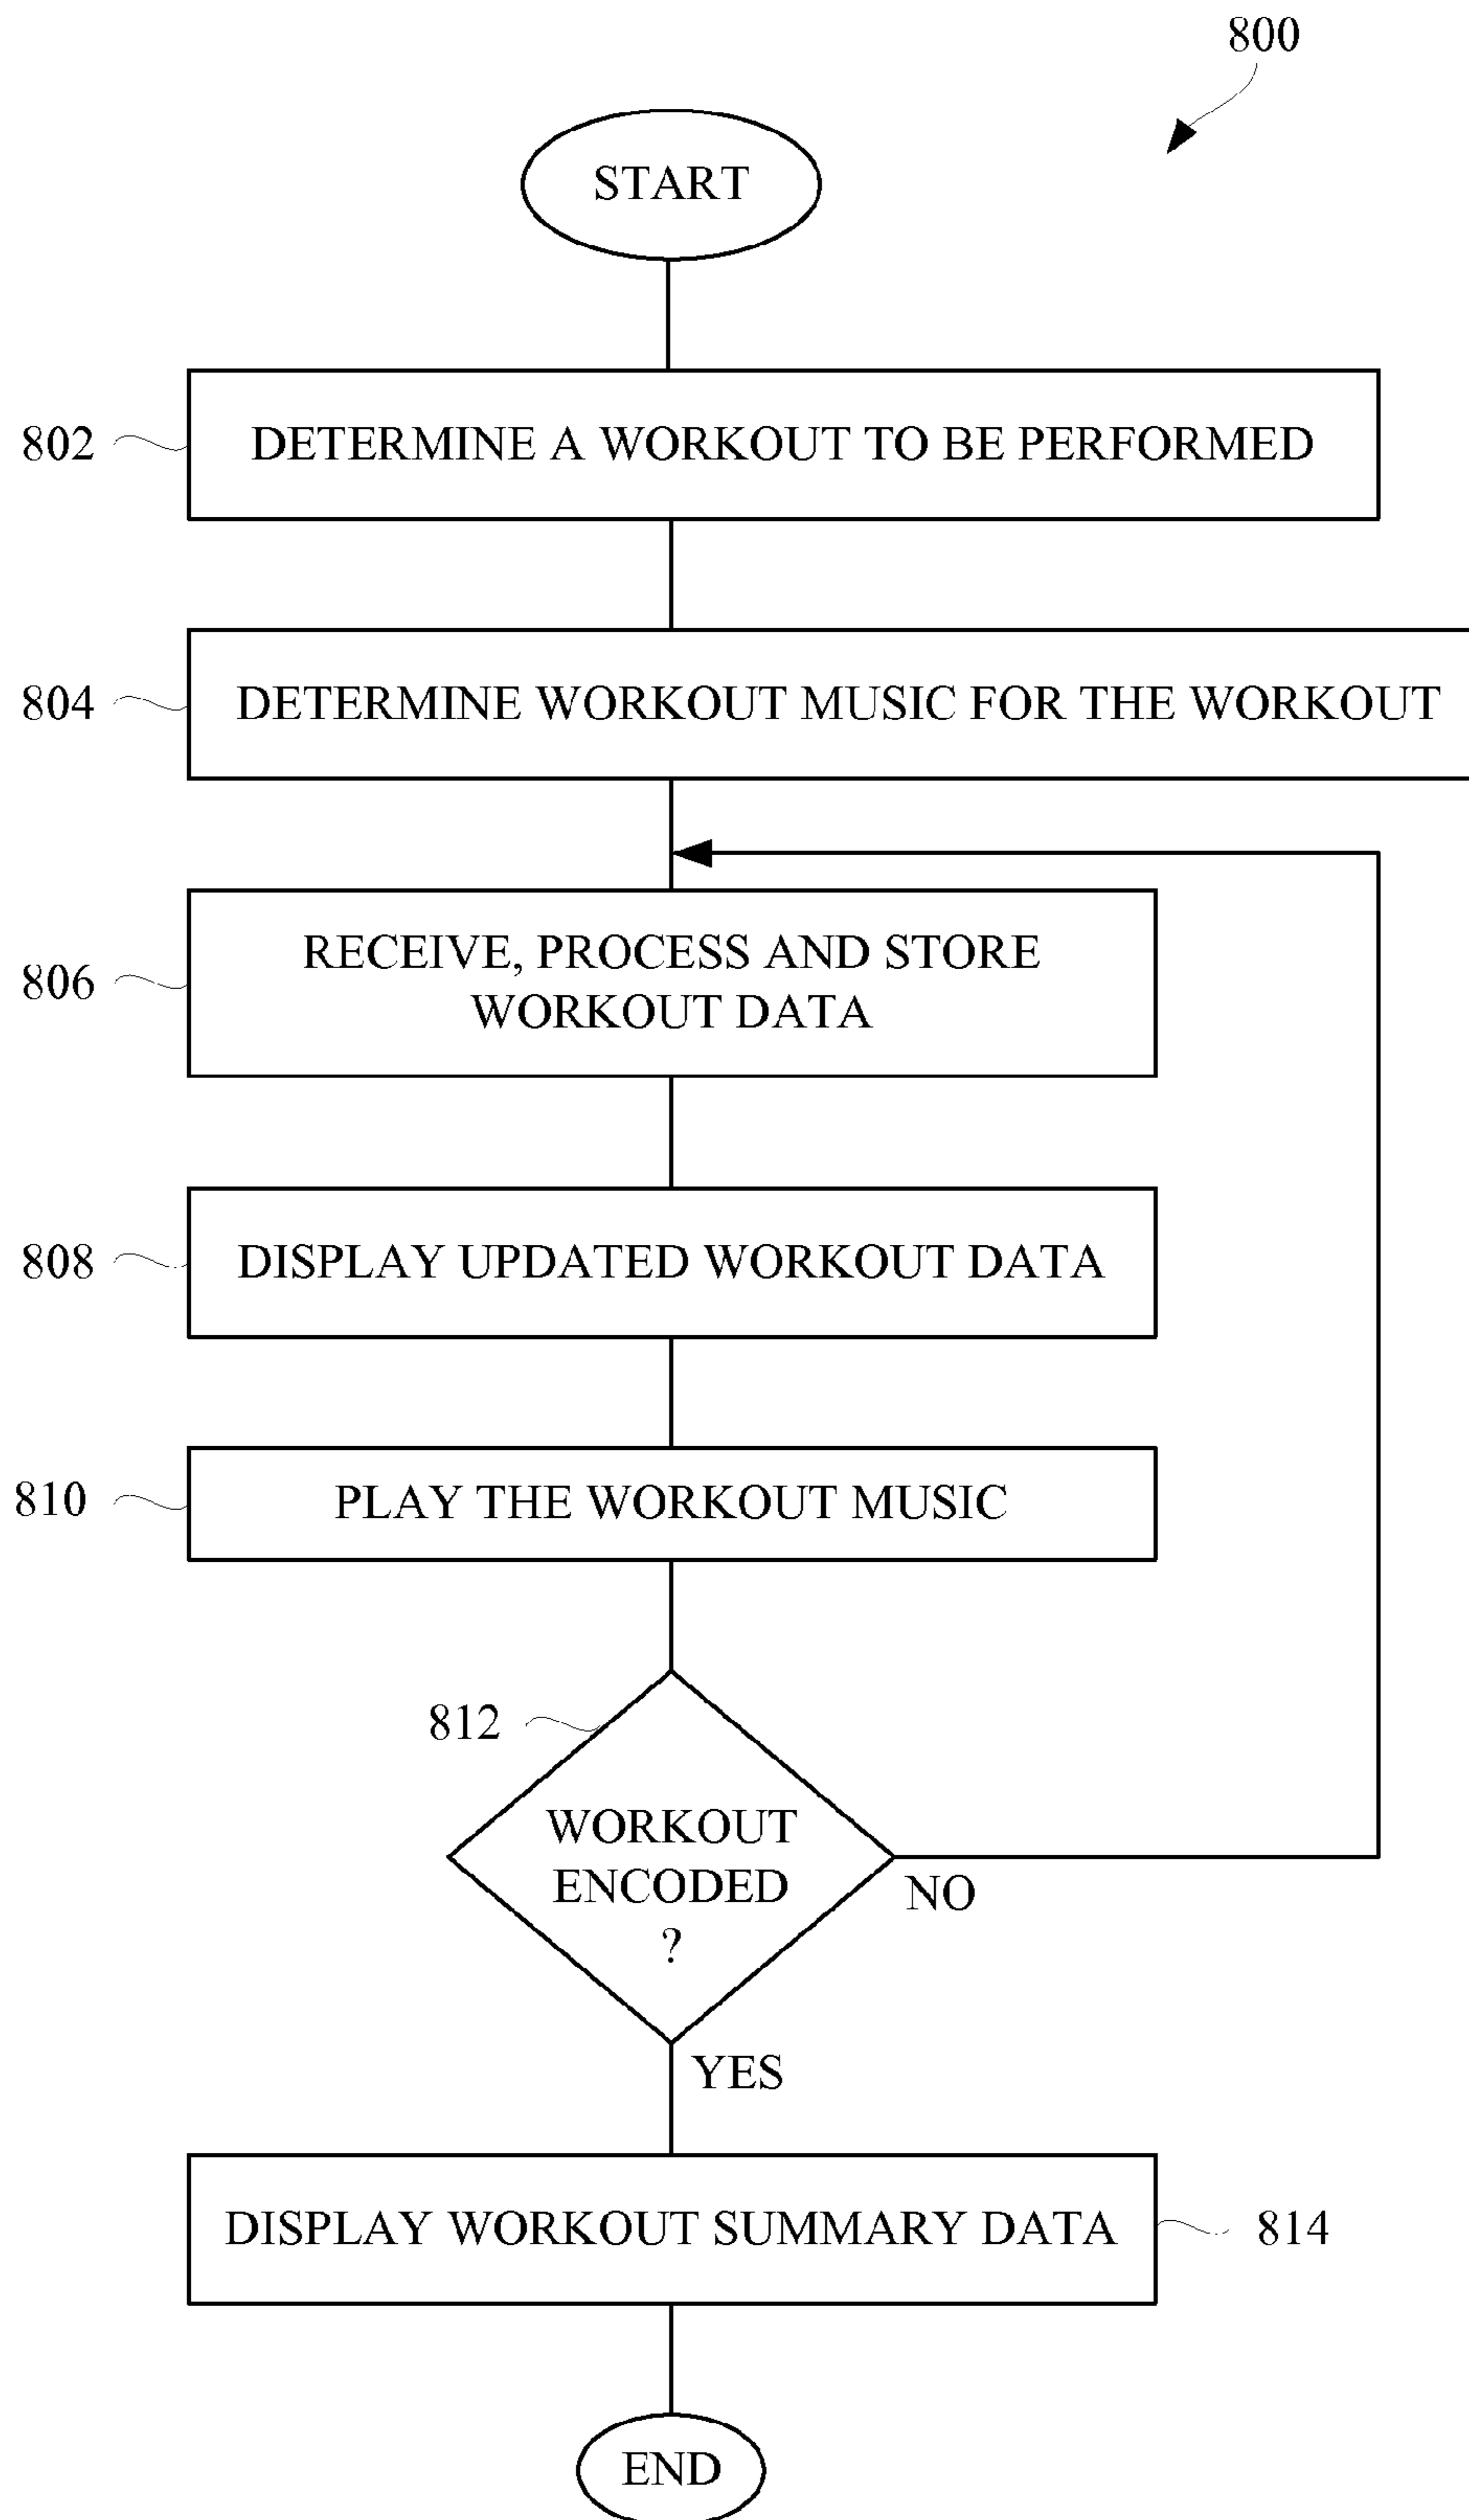 800
START
802
DETERMINE A WORKOUT TO BE PERFORMED
804
DETERMINE WORKOUT MUSIC FOR THE WORKOUT
806
RECEIVE, PROCESS AND STORE
WORKOUT DATA
808
DISPLAY UPDATED WORKOUT DATA
810
PLAY THE WORKOUT MUSIC
812
WORKOUT
ENCODED
?
NO
YES
DISPLAY WORKOUT SUMMARY DATA
814
END